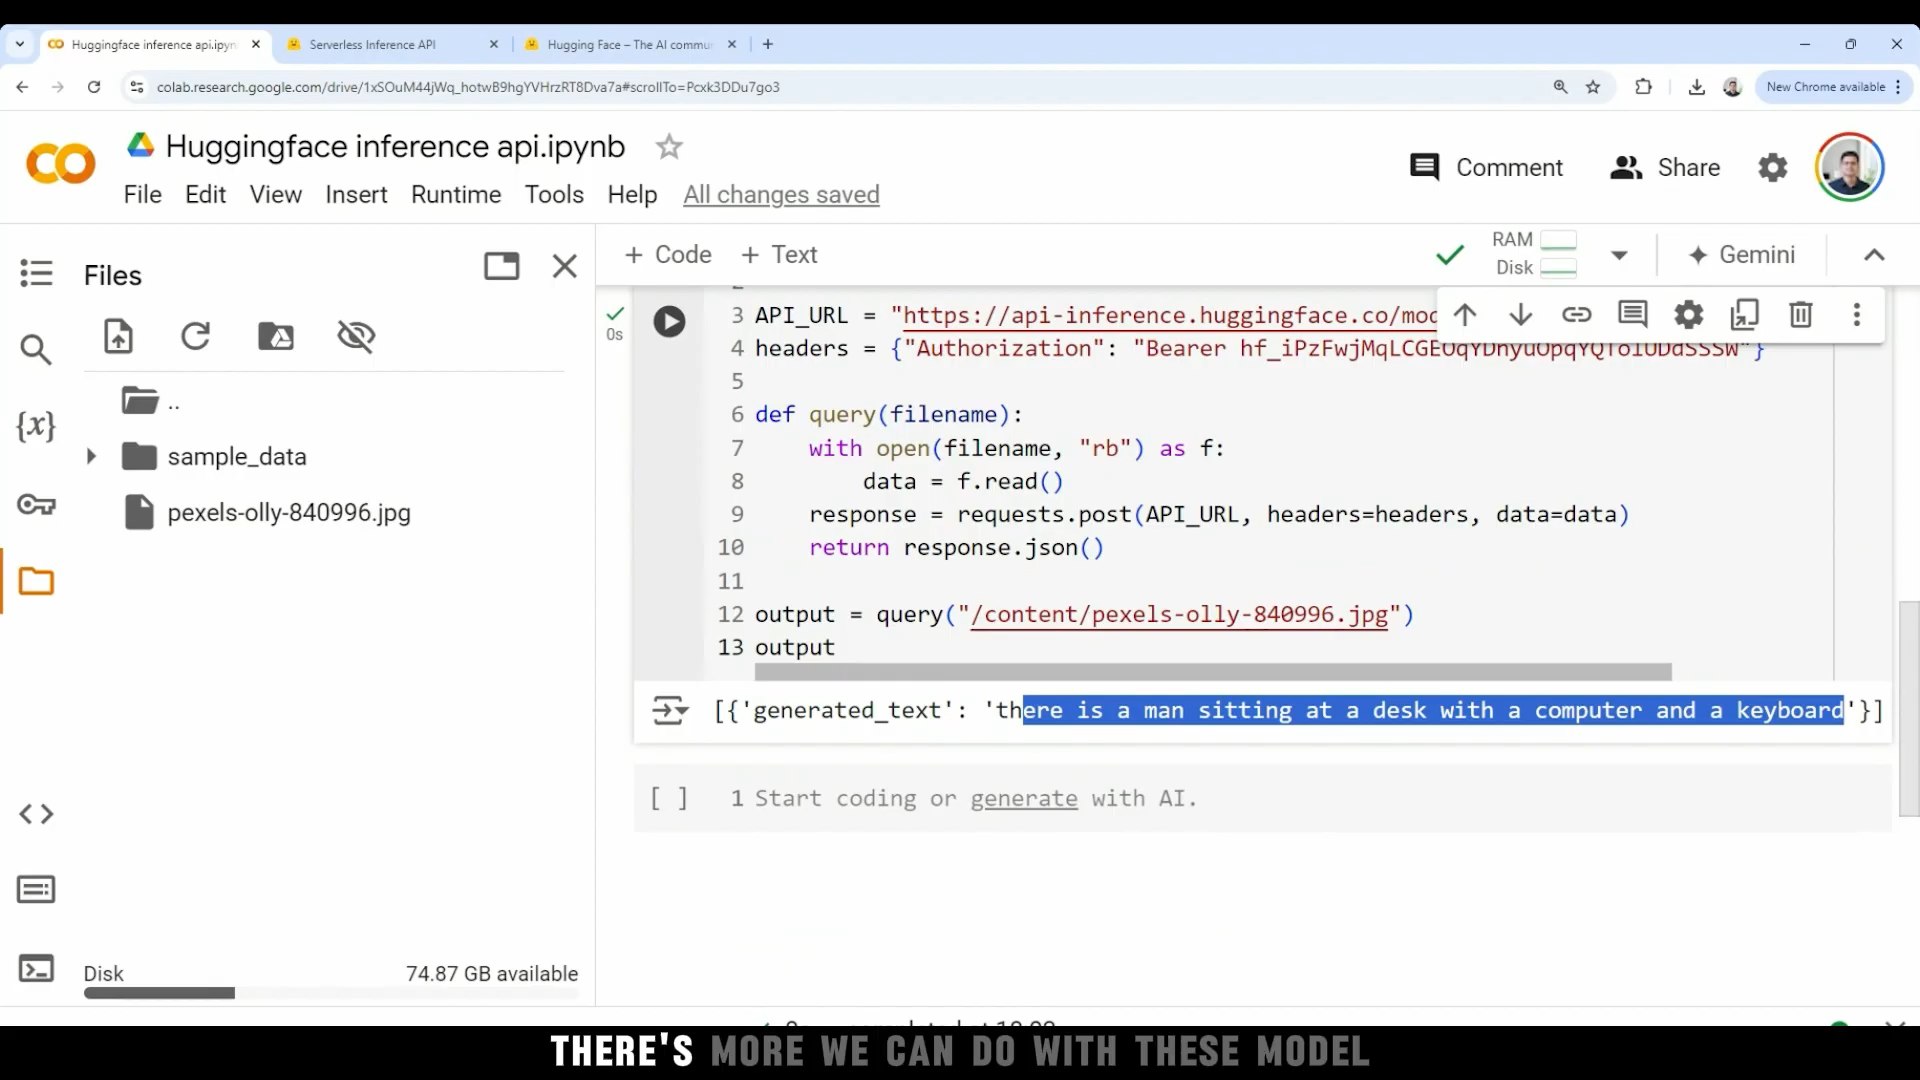 Huggingface inference api.ipyn
Serverless Inference API
Hugging Face – The AI commu
colab.research.google.com/drive/1xSOuM44jWq_hotwB9hgYVHrzRT8Dva7a#scrollTo=Pcxk3DDu7go3
New Chrome available
CO
Huggingface inference api.ipynb
Comment
Share
File Edit View Insert Runtime Tools Help All changes saved
Files
+ Code + Text
RAM
Disk
Gemini
..
sample_data
pexels-olly-840996.jpg
Disk
74.87 GB available
0s
3 API_URL = "https://api-inference.huggingface.co/mod
4 headers = {"Authorization": "Bearer
5
6 def query(filename):
7 with open(filename, "rb") as f:
8 data = f.read()
9 response = requests.post(API_URL, headers=headers, data=data)
10 return response.json()
11
12 output = query("/content/pexels-olly-840996.jpg")
13 output
[{'generated_text': 'there is a man sitting at a desk with a computer and a keyboard'}]
[ ] 1 Start coding or generate with AI.
THERE'S MORE WE CAN DO WITH THESE MODEL